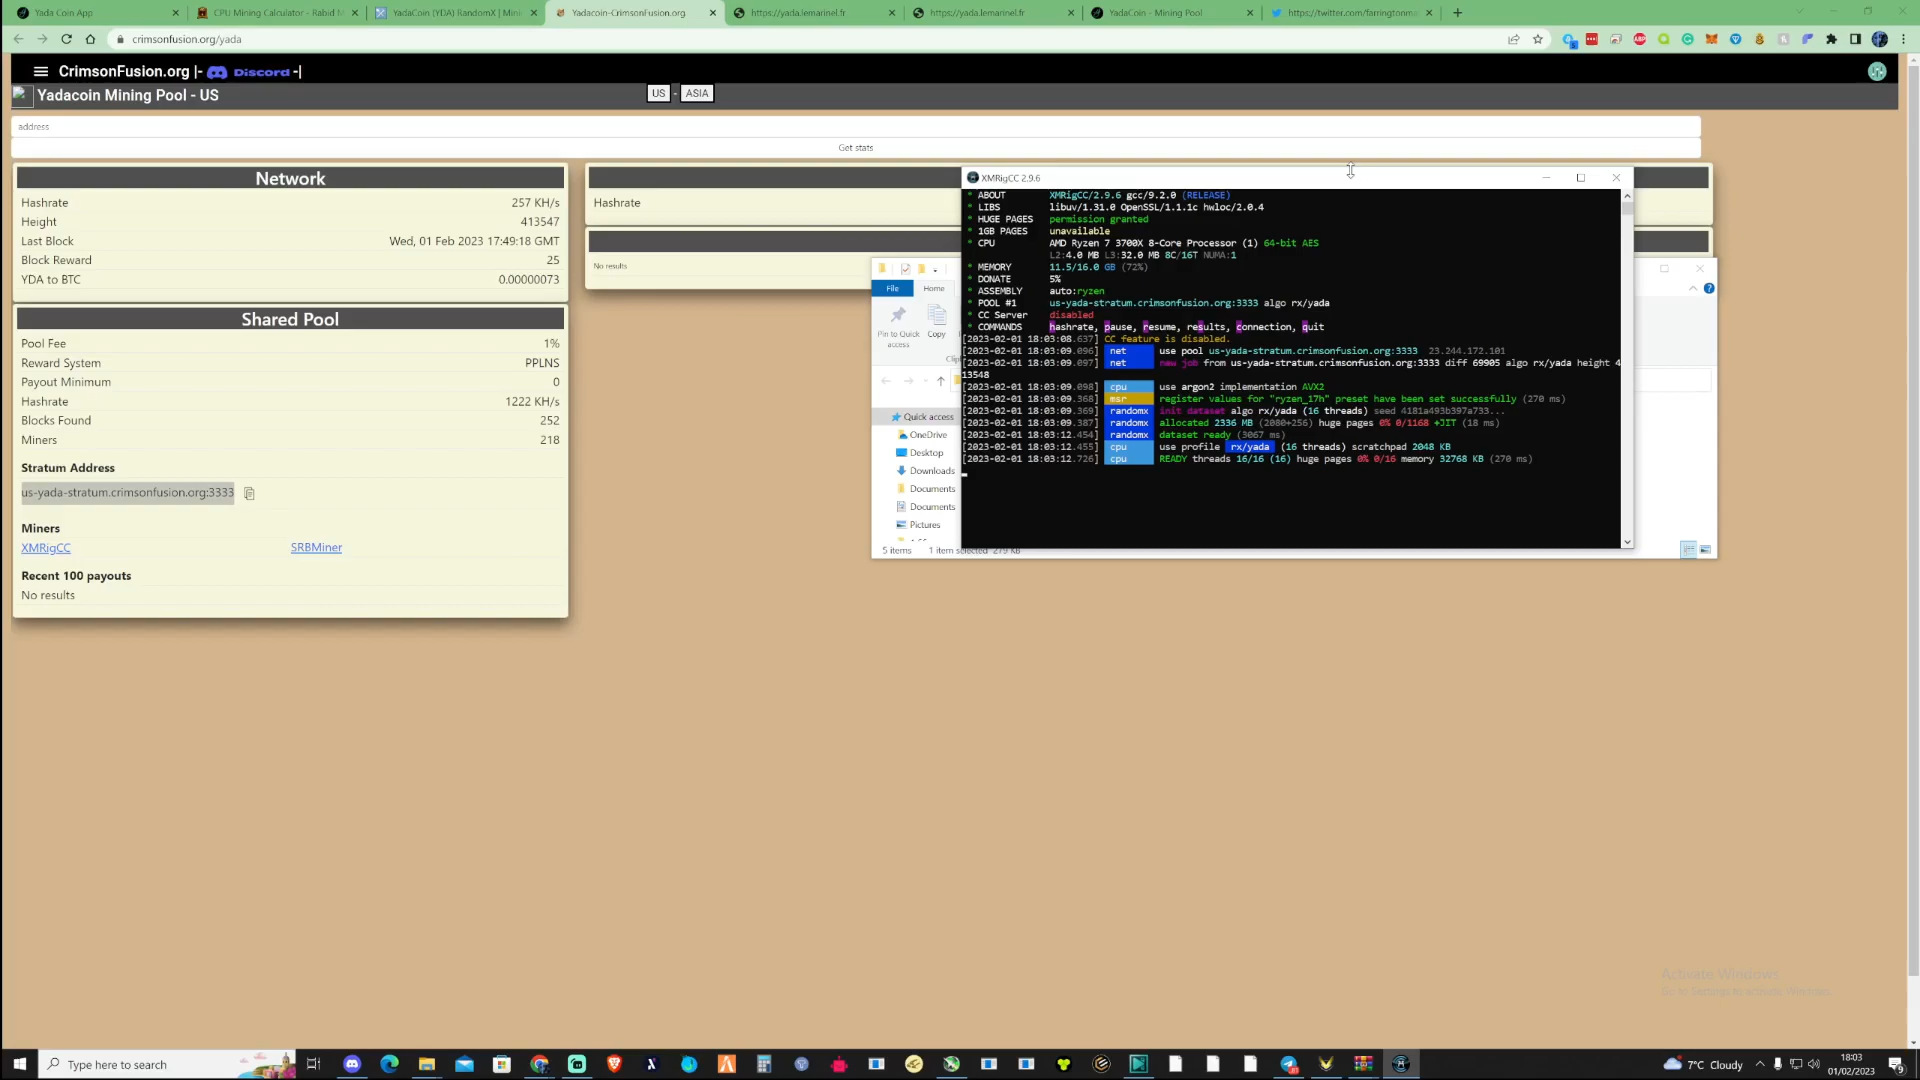 Yada Coin App
CPU Mining Calculator - Rabid M
YadaCoin (YDA) RandomX | Mini
Yadacoin-CrimsonFusion.org
https://yada.lemarinel.fr
https://yada.lemarinel.fr
YadaCoin - Mining Pool
https://twitter.com/farringtonm
crimsonfusion.org/yada
CrimsonFusion.org |- Discord -|
Yadacoin Mining Pool - US
US - ASIA
address
Get stats
Network
Hashrate 257 KH/s
Height 413547
Last Block Wed, 01 Feb 2023 17:49:18 GMT
Block Reward 25
YDA to BTC 0.00000073
Shared Pool
Pool Fee 1%
Reward System PPLNS
Payout Minimum 0
Hashrate 1222 KH/s
Blocks Found 252
Miners 218
Stratum Address
us-yada-stratum.crimsonfusion.org:3333
Miners
XMRigCC SRBMiner
Recent 100 payouts
No results
Hashrate
No results
File Home
Pin to Quick access
Copy
Quick access
OneDrive
Desktop
Downloads
Documents
Documents
Pictures
5 items 1 item selected 279 KB
XMRigCC 2.9.6
* ABOUT XMRigCC/2.9.6 gcc/9.2.0 (RELEASE)
* LIBS libuv/1.31.0 OpenSSL/1.1.1c hwloc/2.0.4
* HUGE PAGES permission granted
* 1GB PAGES unavailable
* CPU AMD Ryzen 7 3700X 8-Core Processor (1) 64-bit AES
L2:4.0 MB L3:32.0 MB 8C/16T NUMA:1
* MEMORY 11.5/16.0 GB (72%)
* DONATE 5%
* ASSEMBLY auto:ryzen
* POOL #1 us-yada-stratum.crimsonfusion.org:3333 algo rx/yada
* CC Server disabled
* COMMANDS hashrate, pause, resume, results, connection, quit
[2023-02-01 18:03:08.637] CC feature is disabled.
[2023-02-01 18:03:09.096] net use pool us-yada-stratum.crimsonfusion.org:3333 23.244.172.101
[2023-02-01 18:03:09.097] net new job from us-yada-stratum.crimsonfusion.org:3333 diff 69905 algo rx/yada height 4
13548
[2023-02-01 18:03:09.098] cpu use argon2 implementation AVX2
[2023-02-01 18:03:09.368] msr register values for "ryzen_17h" preset have been set successfully (270 ms)
[2023-02-01 18:03:09.369] randomx init dataset algo rx/yada (16 threads) seed 4181a493b397a733...
[2023-02-01 18:03:09.387] randomx allocated 2336 MB (2080+256) huge pages 0% 0/1168 +JIT (18 ms)
[2023-02-01 18:03:12.454] randomx dataset ready (3067 ms)
[2023-02-01 18:03:12.455] cpu use profile rx/yada (16 threads) scratchpad 2048 KB
[2023-02-01 18:03:12.726] cpu READY threads 16/16 (16) huge pages 0% 0/16 memory 32768 KB (270 ms)
Activate Windows
Go to Settings to activate Windows.
Type here to search
7°C Cloudy
18:03
01/02/2023